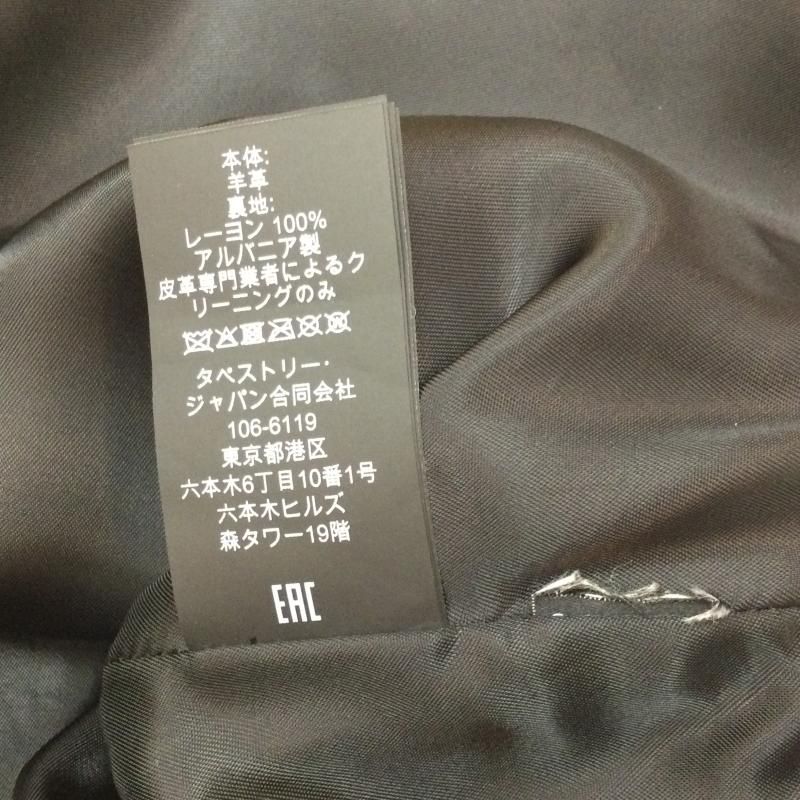 本体:
羊革
裏地:
レーヨン 100%
アルバニア製
皮革専門業者によるク
リーニングのみ
タペストリー·
ジャパン合同会社
106-6119
東京都港区
六本木6丁目10番1号
六本木ヒルズ
森タワー19階
EAC